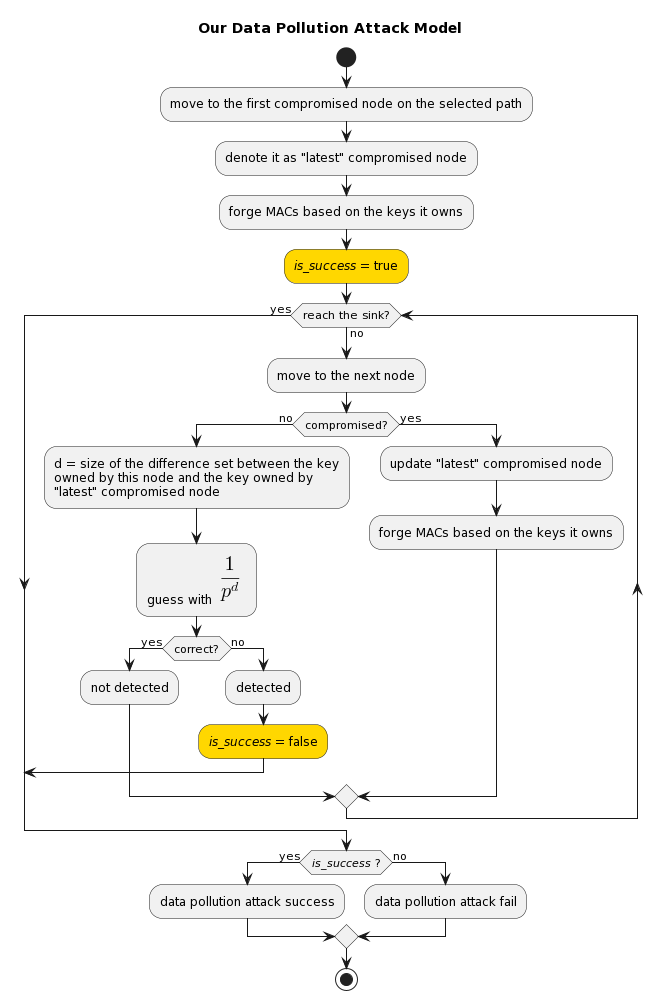 Our Data Pollution Attack Model
move to the first compromised node on the selected path
denote it as "latest" compromised node
forge MACs based on the keys it owns
is_success = true
yes
reach the sink?
no
move to the next node
no
compromised?
yes
d = size of the difference set between the key
owned by this node and the key owned by
"latest" compromised node
update "latest" compromised node
forge MACs based on the keys it owns
guess with 1/p^d
yes
correct?
no
not detected
detected
is_success = false
yes
is_success ?
no
data pollution attack success
data pollution attack fail